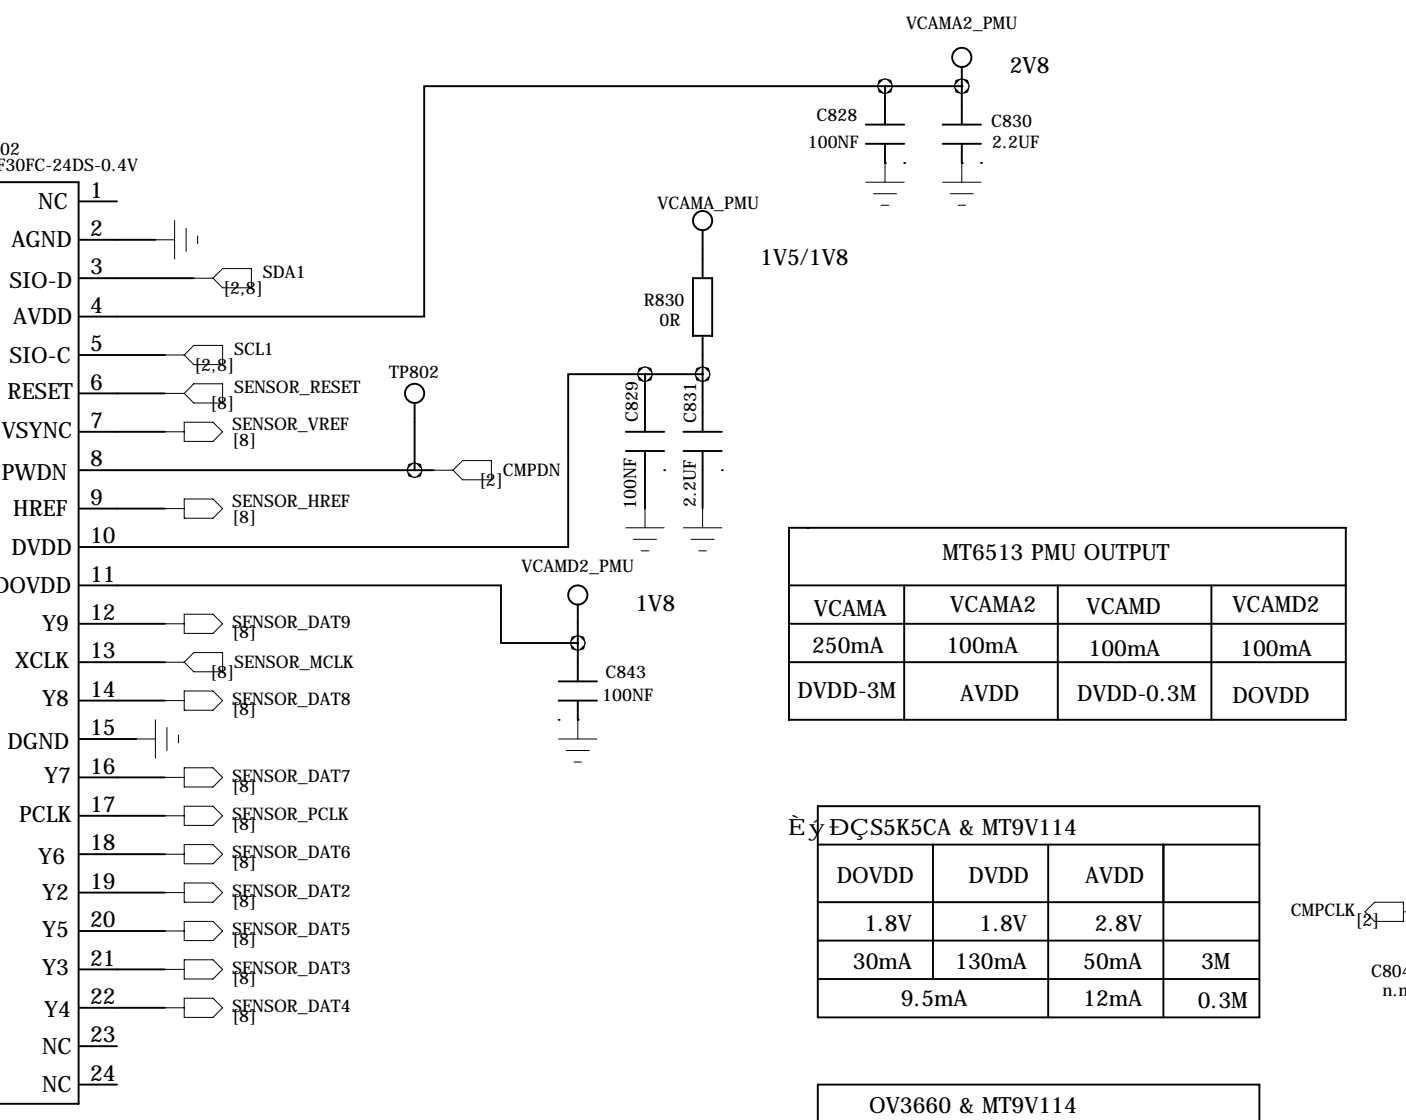 VCAMA2_PMU
2V8
C828
100NF
C830
2.2UF
02
F30FC-24DS-0.4V
VCAMA_PMU
1V5/1V8
R830
0R
C829
100NF
C831
2.2UF
NC 1
AGND 2
SIO-D 3 SDA1
[2,8]
AVDD 4
SIO-C 5 SCL1
[2,8]
RESET 6 SENSOR_RESET
[8]
VSYNC 7 SENSOR_VREF
[8]
TP802
PWDN 8 CMPDN
[2]
HREF 9 SENSOR_HREF
[8]
DVDD 10
DOVDD 11
VCAMD2_PMU
1V8
C843
100NF
Y9 12 SENSOR_DAT9
[8]
XCLK 13 SENSOR_MCLK
[8]
Y8 14 SENSOR_DAT8
[8]
DGND 15
Y7 16 SENSOR_DAT7
[8]
PCLK 17 SENSOR_PCLK
[8]
Y6 18 SENSOR_DAT6
[8]
Y2 19 SENSOR_DAT2
[8]
Y5 20 SENSOR_DAT5
[8]
Y3 21 SENSOR_DAT3
[8]
Y4 22 SENSOR_DAT4
[8]
NC 23
NC 24
MT6513 PMU OUTPUT
VCAMA VCAMA2 VCAMD VCAMD2
250mA 100mA 100mA 100mA
DVDD-3M AVDD DVDD-0.3M DOVDD
ÈýÐÇS5K5CA & MT9V114
DOVDD DVDD AVDD
1.8V 1.8V 2.8V
30mA 130mA 50mA 3M
9.5mA 12mA 0.3M
CMPCLK
[2]
C804
OV3660 & MT9V114